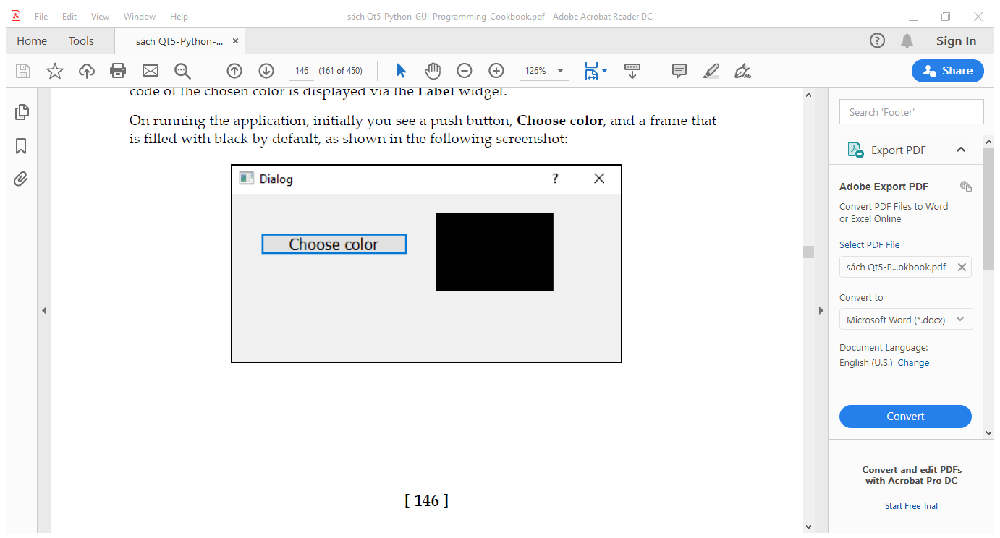 File Edit View Window Help
sách Qt5-Python-GUI-Programming-Cookbook.pdf - Adobe Acrobat Reader DC
Home Tools sách Qt5-Python-... × Sign In
146 (161 of 450) 126% Share
code of the chosen color is displayed via the Label widget.
On running the application, initially you see a push button, Choose color, and a frame that
is filled with black by default, as shown in the following screenshot:
Dialog ?
Choose color
[ 146 ]
Search 'Footer'
Export PDF
Adobe Export PDF
Convert PDF Files to Word
or Excel Online
Select PDF File
sách Qt5-P...okbook.pdf
Convert to
Microsoft Word (*.docx)
Document Language:
English (U.S.) Change
Convert
Convert and edit PDFs
with Acrobat Pro DC
Start Free Trial